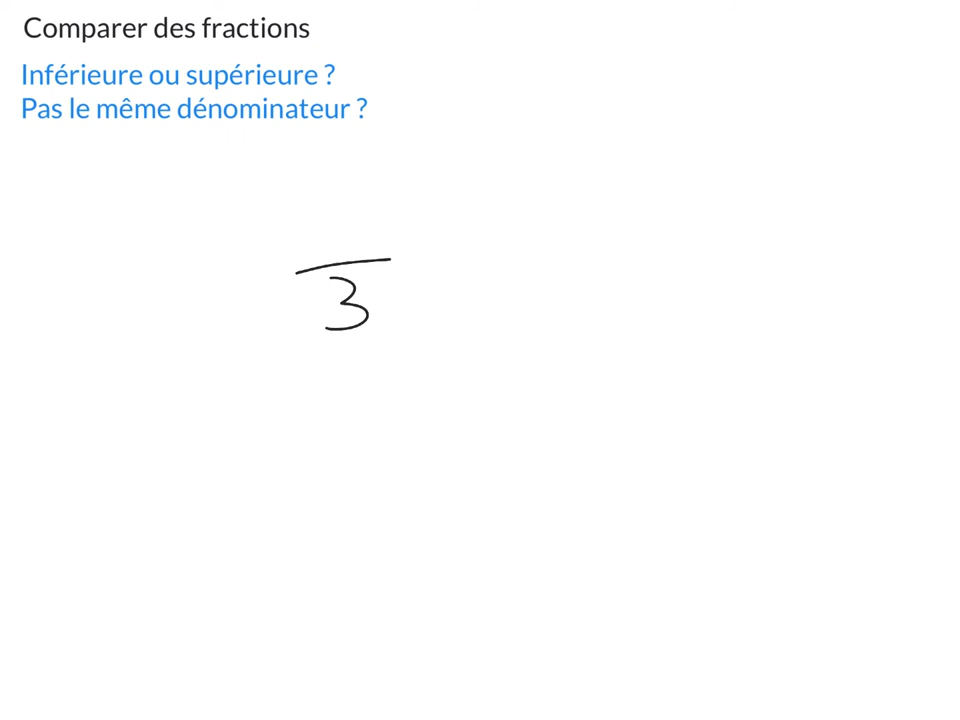 Comparer des fractions
Inférieure ou supérieure ?
Pas le même dénominateur ?
3